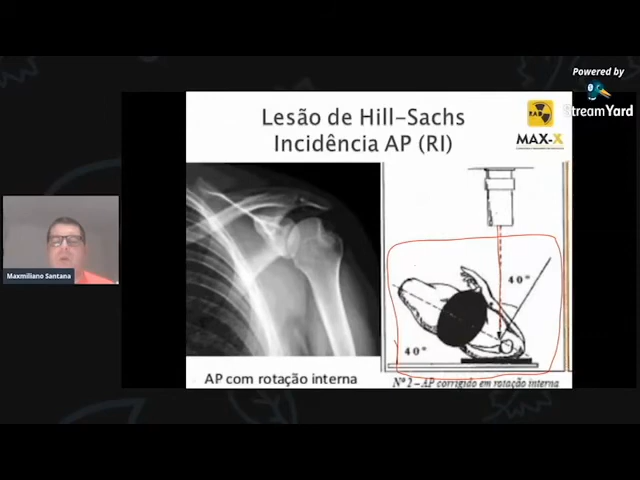 Powered by
StreamYard
Lesão de Hill-Sachs
Incidência AP (RI)
RAD
MAX-X
40°
40°
Maxmiliano Santana
AP com rotação interna
Nº 2 - AP corrigido em rotação interna